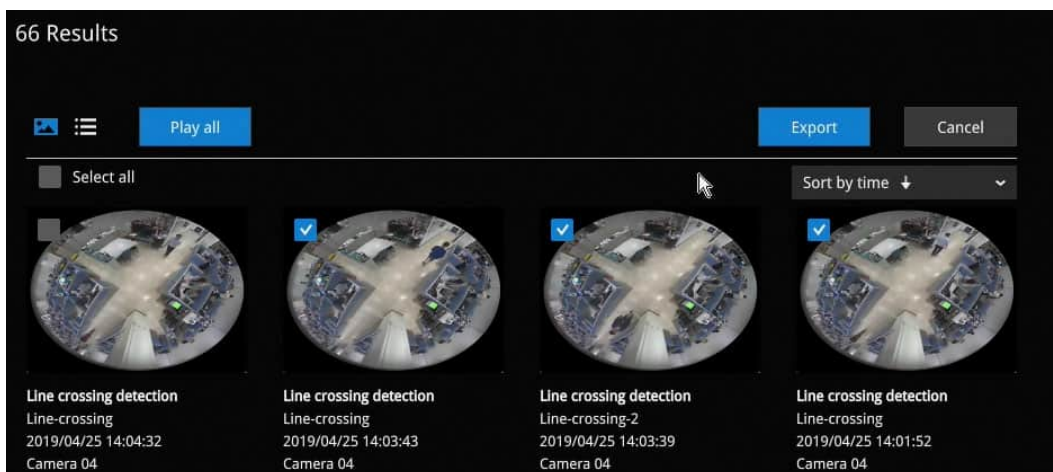 66 Results
Play all
Export
Cancel
Select all
Sort by time
Line crossing detection
Line-crossing
2019/04/25 14:04:32
Camera 04
Line crossing detection
Line-crossing
2019/04/25 14:03:43
Camera 04
Line crossing detection
Line-crossing-2
2019/04/25 14:03:39
Camera 04
Line crossing detection
Line-crossing
2019/04/25 14:01:52
Camera 04